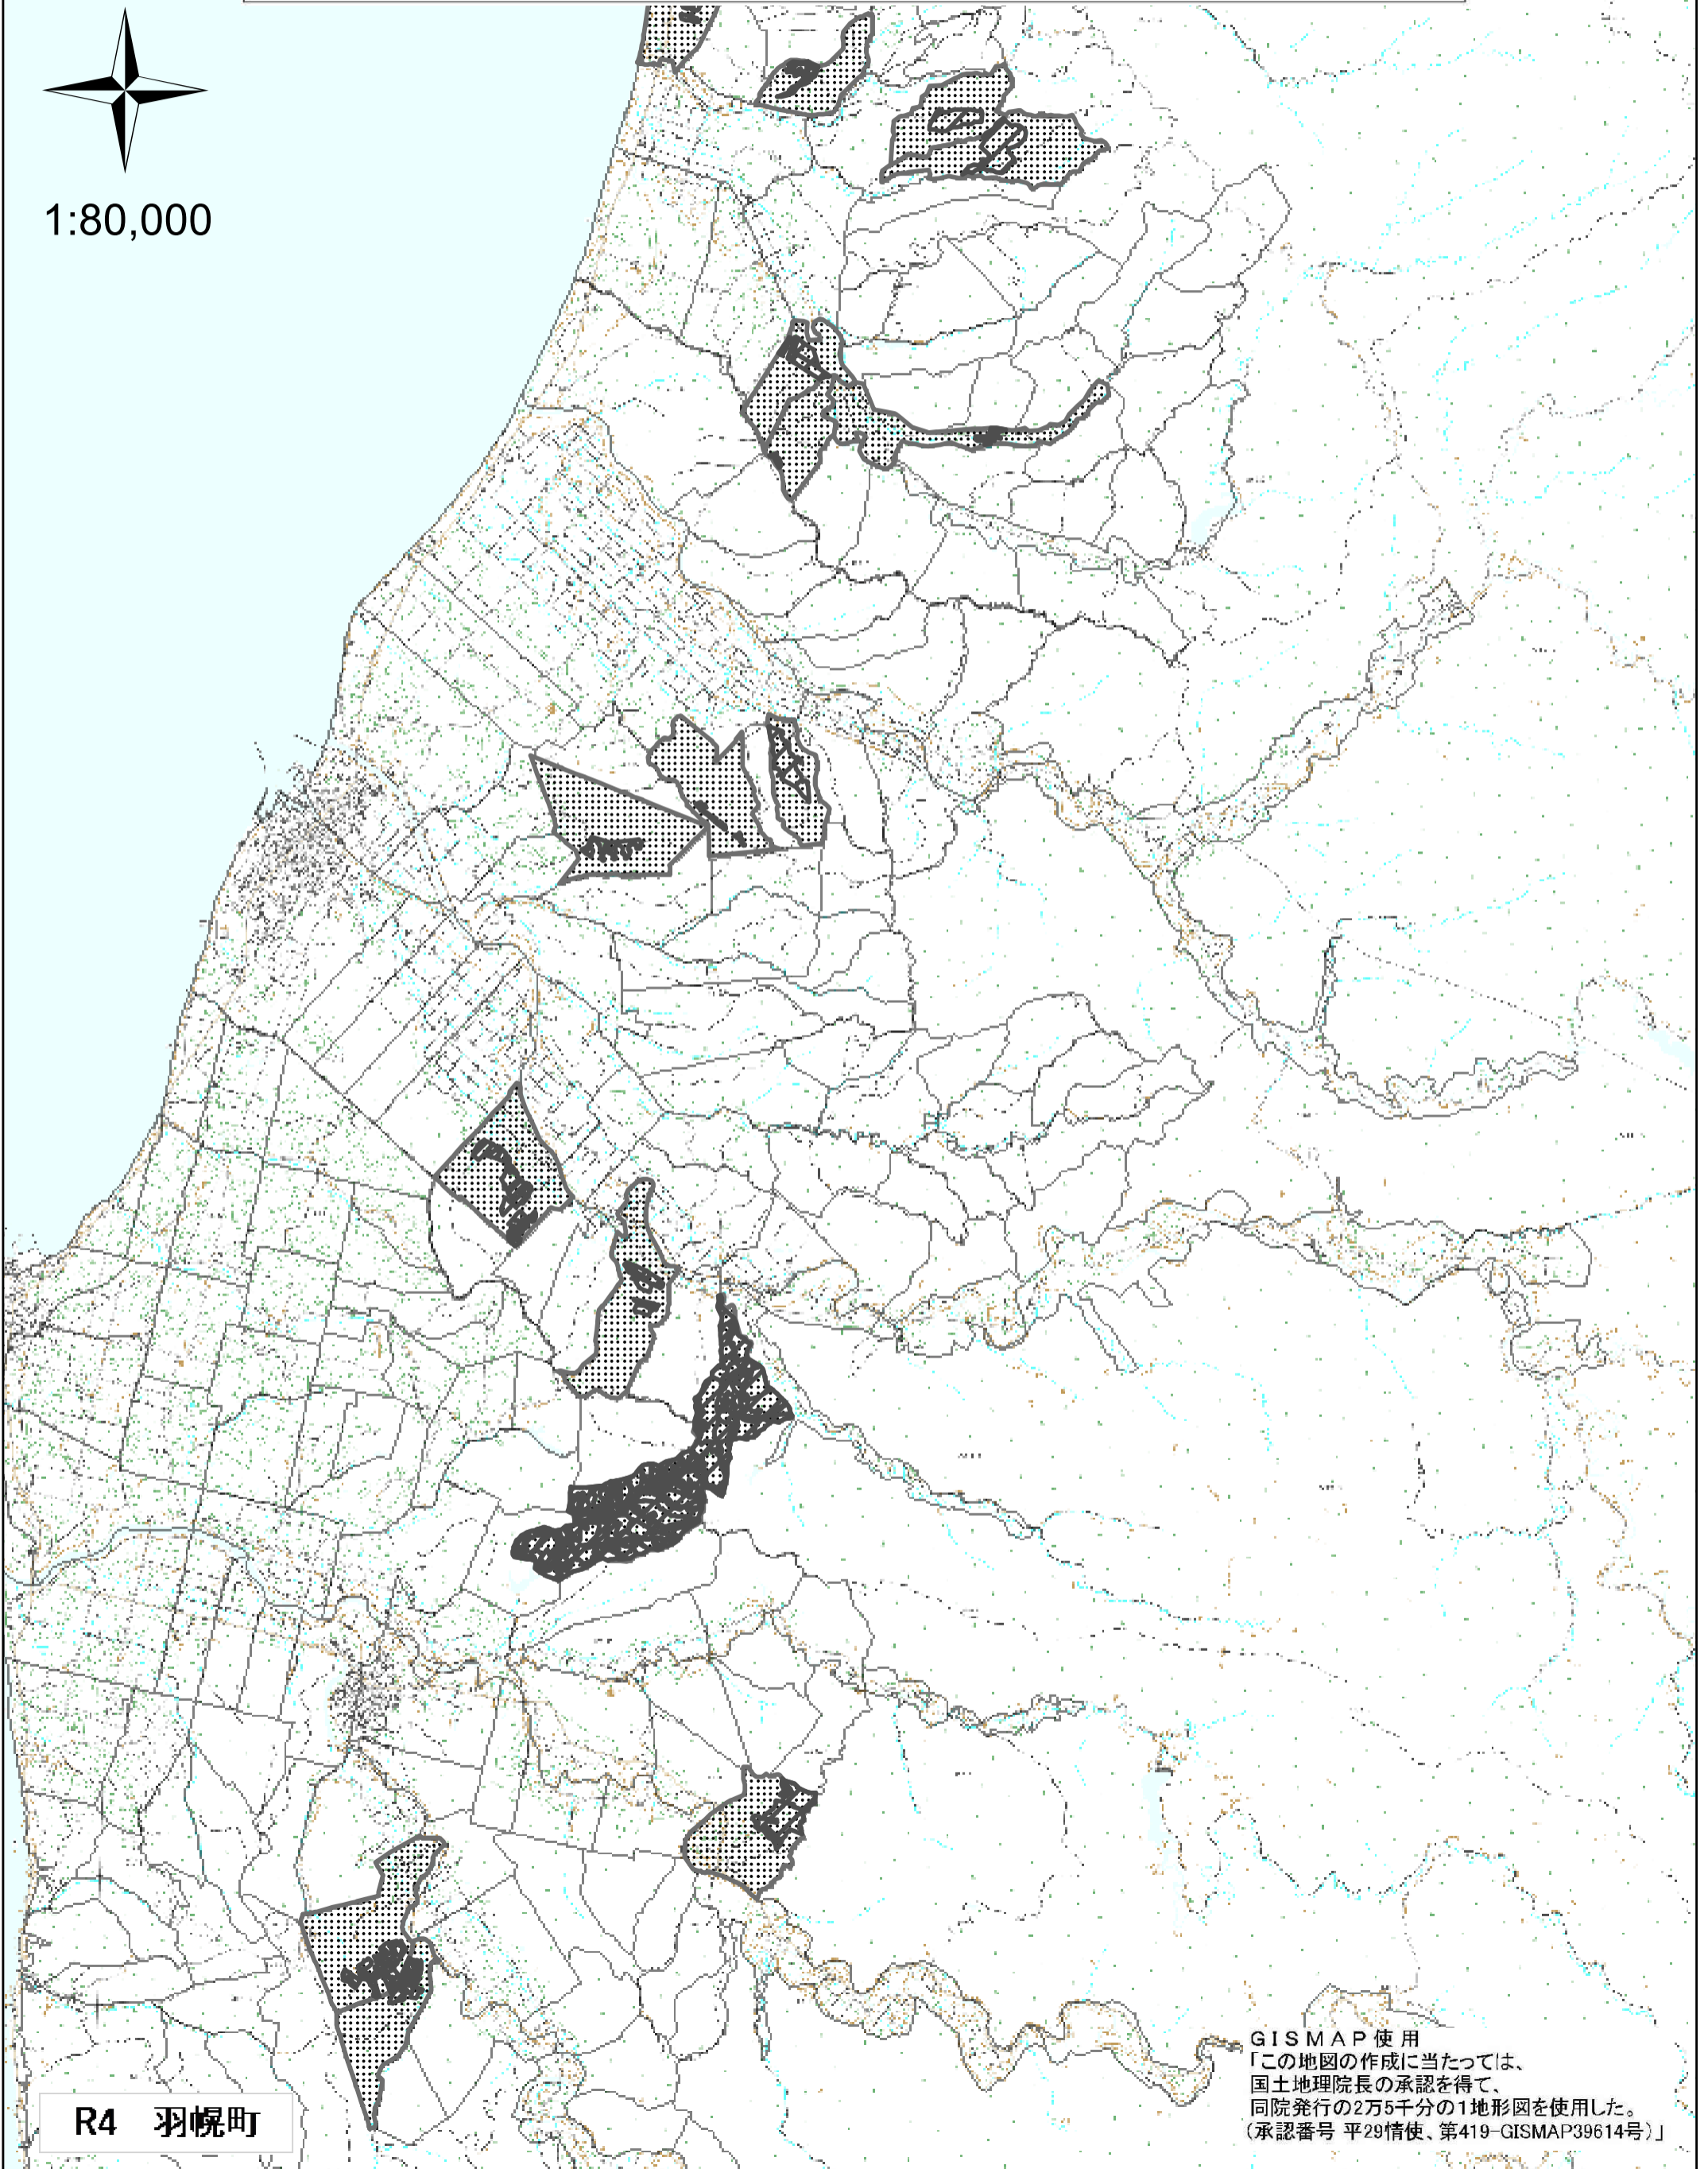 1:80,000
GISMAP使用
「この地図の作成に当たっては、
国土地理院長の承認を得て、
同院発行の2万5千分の1地形図を使用した。
(承認番号 平29情使、第419-GISMAP39614号)」
R4 羽幌町